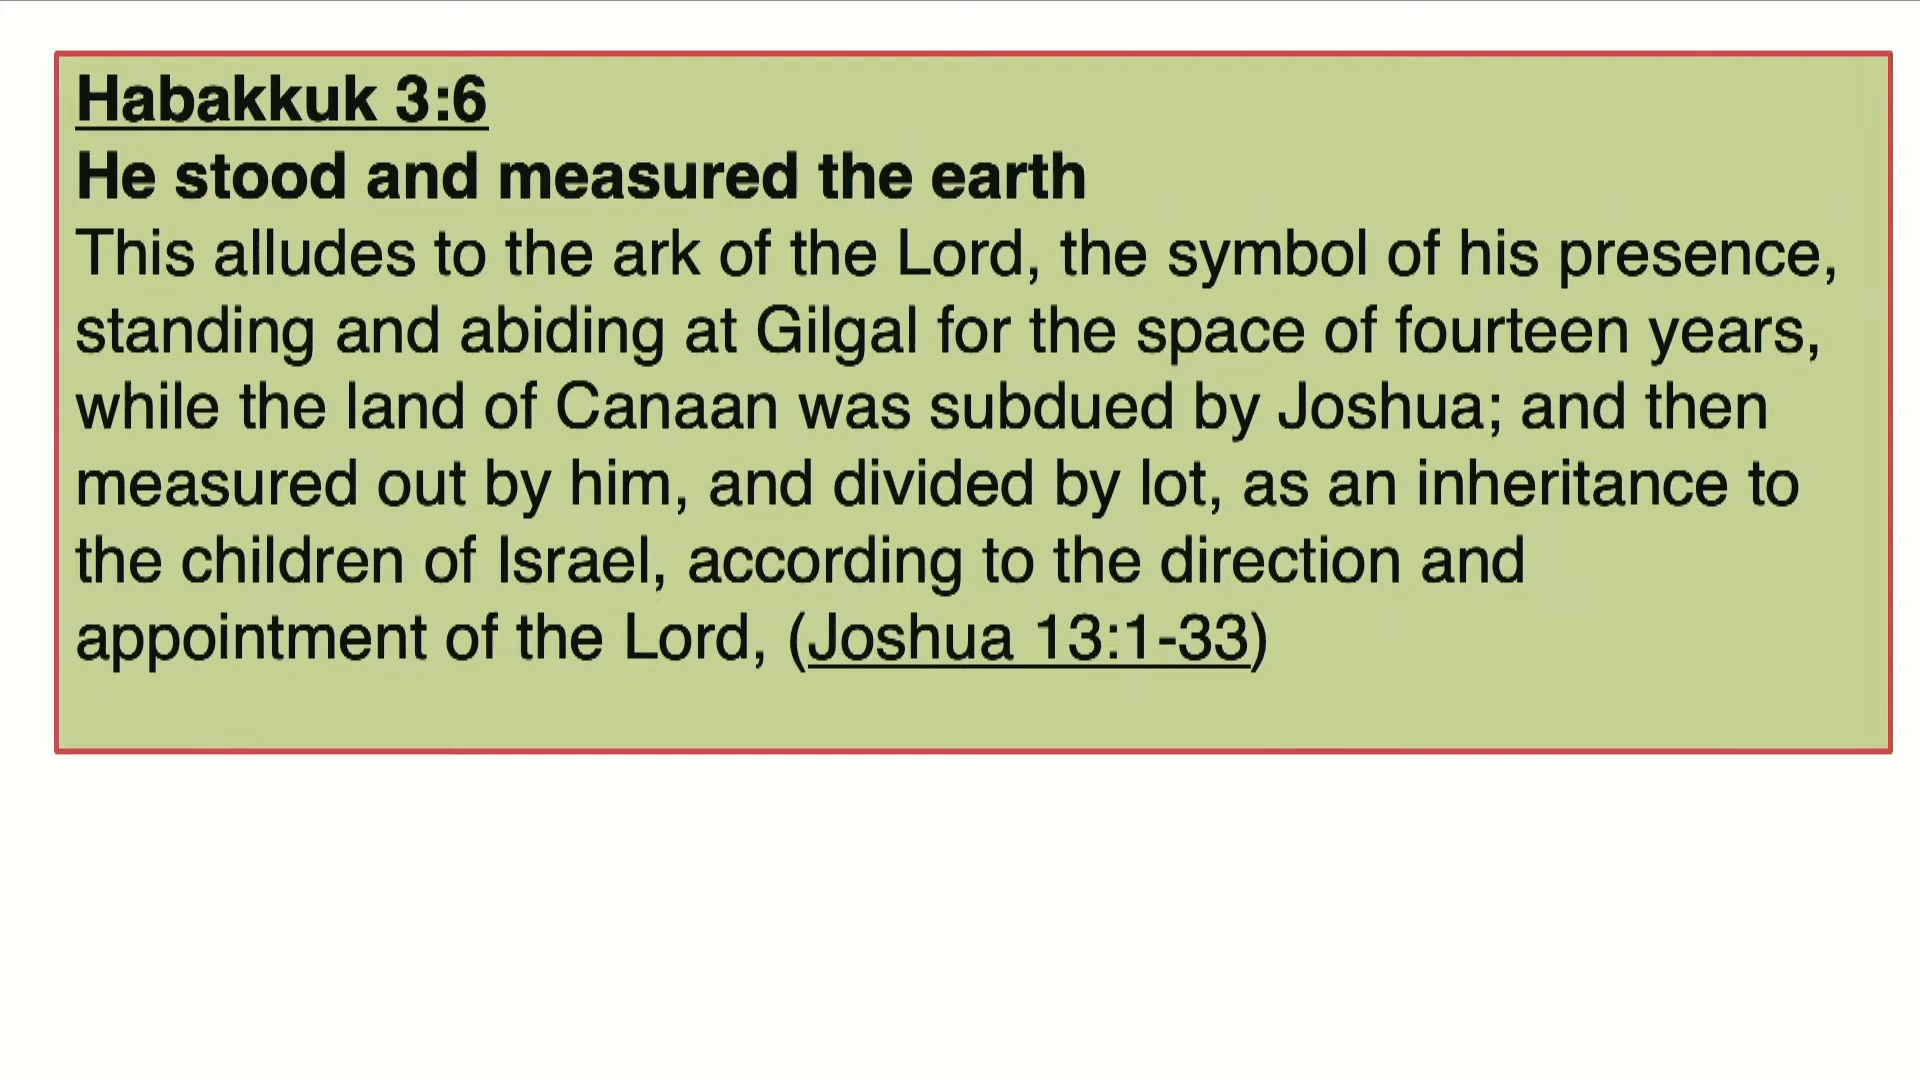 Habakkuk 3:6
He stood and measured the earth
This alludes to the ark of the Lord, the symbol of his presence,
standing and abiding at Gilgal for the space of fourteen years,
while the land of Canaan was subdued by Joshua; and then
measured out by him, and divided by lot, as an inheritance to
the children of Israel, according to the direction and
appointment of the Lord, (Joshua 13:1-33)